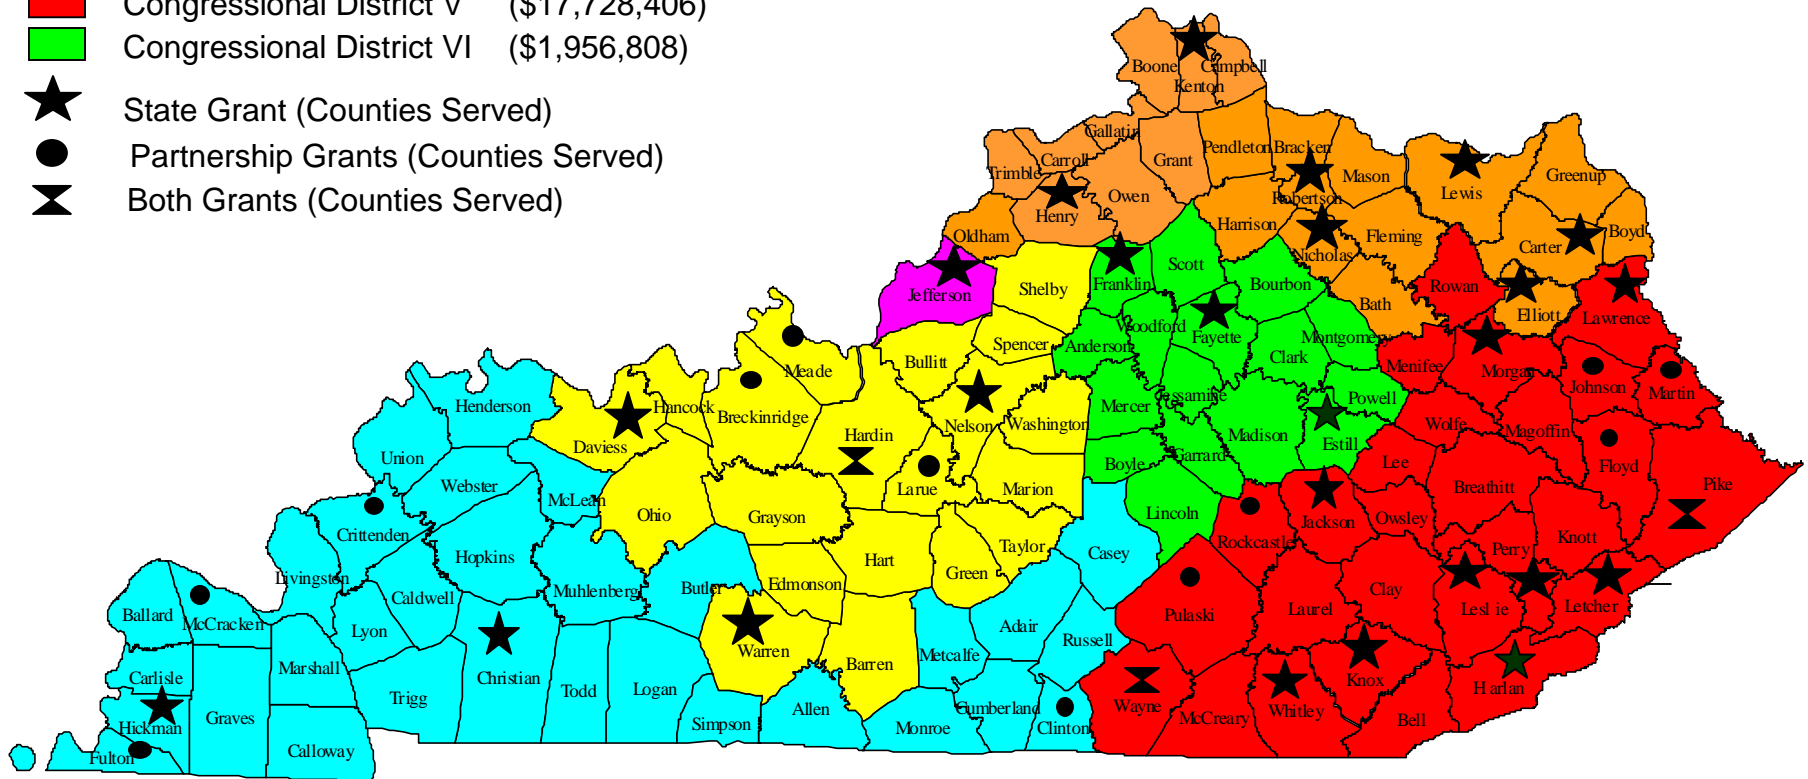 Congressional District V ($17,728,406)
Congressional District VI ($1,956,808)
State Grant (Counties Served)
Partnership Grants (Counties Served)
Both Grants (Counties Served)
Boone
Campbell
Kenton
Gallatin
Carroll
Grant
Pendleton
Bracken
Trimble
Mason
Lewis
Greenup
Owen
Robertson
Henry
Harrison
Oldham
Fleming
Carter
Boyd
Nicholas
Scott
Franklin
Bourbon
Shelby
Jefferson
Rowan
Bath
Elliott
Lawrence
Woodford
Fayette
Montgomery
Spencer
Anderson
Clark
Bullitt
Meade
Menifee
Morgan
Johnson
Martin
Jessamine
Powell
Henderson
Hancock
Breckinridge
Mercer
Nelson
Washington
Wolfe
Magoffin
Hardin
Madison
Estill
Daviess
Garrard
Union
Boyle
Lee
Floyd
Webster
Larue
Marion
Breathitt
Pike
McLean
Ohio
Grayson
Lincoln
Jackson
Owsley
Crittenden
Rockcastle
Knott
Taylor
Casey
Perry
Hopkins
Hart
Green
Livingston
Edmonson
Butler
Muhlenberg
Caldwell
Clay
Ballard
McCracken
Pulaski
Laurel
Leslie
Letcher
Lyon
Adair
Russell
Warren
Metcalfe
Barren
Marshall
Carlisle
Christian
Knox
Harlan
Trigg
Todd
Logan
Wayne
Graves
Hickman
Simpson
Allen
Cumberland
McCreary
Whitley
Bell
Monroe
Clinton
Calloway
Fulton